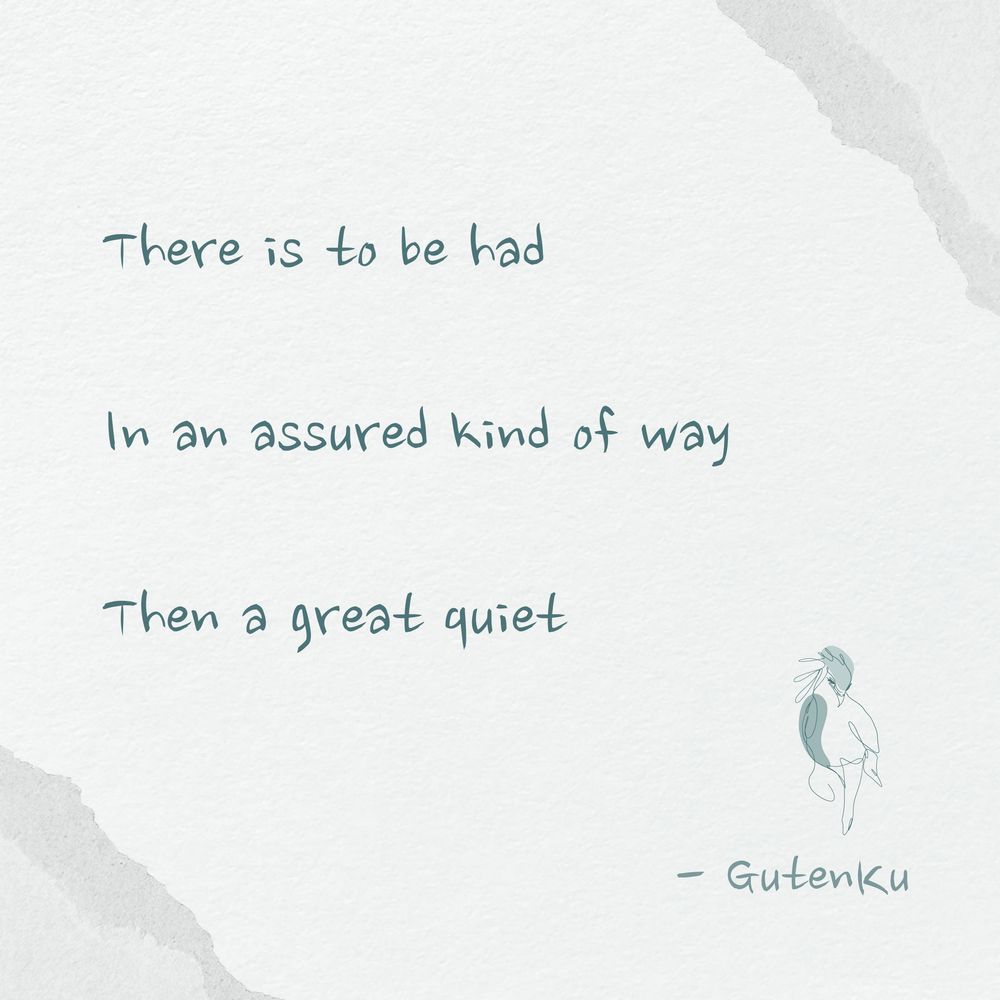 There is to be had
In an assured kind of way
Then a great quiet
- GutenKu